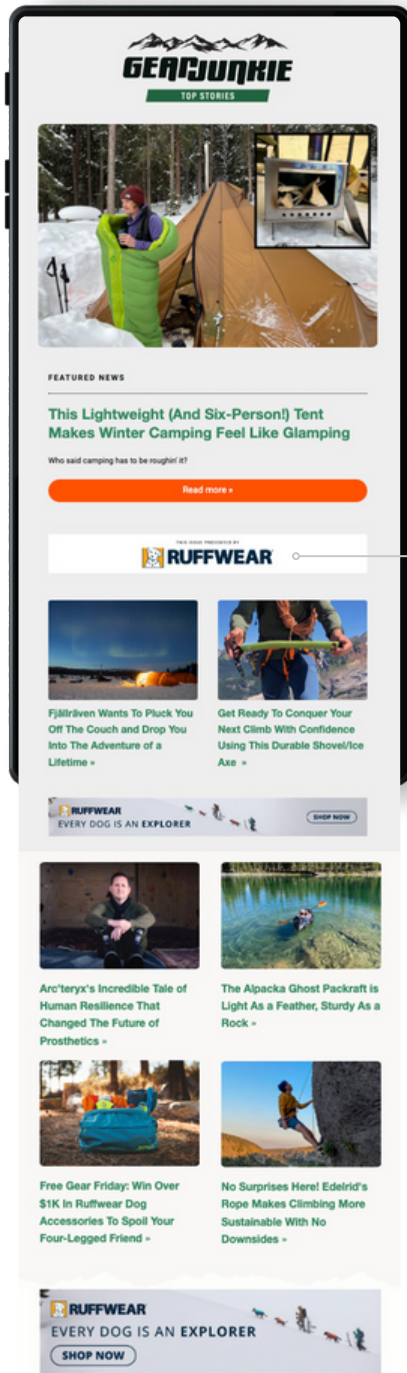 GEARJUNKIE
TOP STORIES
FEATURED NEWS
This Lightweight (And Six-Person!) Tent
Makes Winter Camping Feel Like Glamping
Who said camping has to be roughin' it?
Read more »
THIS ISSUE PRESENTED BY
RUFFWEAR
Fjällräven Wants To Pluck You
Off The Couch and Drop You
Into The Adventure of a
Lifetime »
Get Ready To Conquer Your
Next Climb With Confidence
Using This Durable Shovel/Ice
Axe »
RUFFWEAR
EVERY DOG IS AN EXPLORER
SHOP NOW
Arc'teryx's Incredible Tale of
Human Resilience That
Changed The Future of
Prosthetics »
The Alpacka Ghost Packraft is
Light As a Feather, Sturdy As a
Rock »
Free Gear Friday: Win Over
$1K In Ruffwear Dog
Accessories To Spoil Your
Four-Legged Friend »
No Surprises Here! Edelrid's
Rope Makes Climbing More
Sustainable With No
Downsides »
RUFFWEAR
EVERY DOG IS AN EXPLORER
SHOP NOW